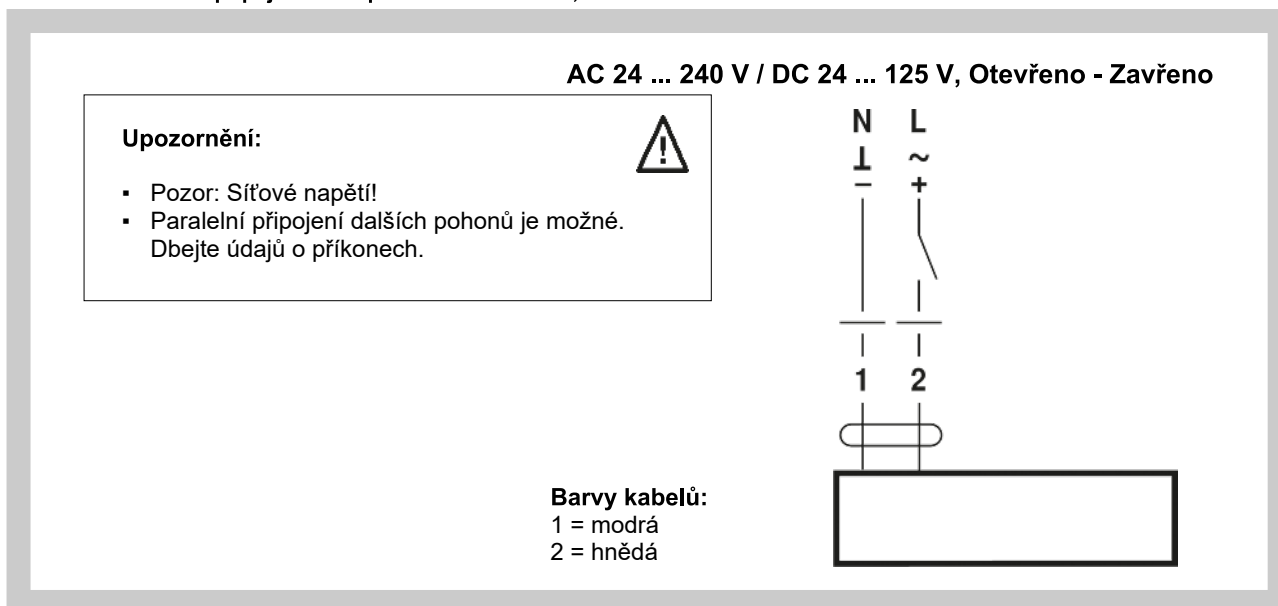 AC 24 ... 240 V / DC 24 ... 125 V, Otevřeno - Zavřeno
Upozornění:
▪ Pozor: Síťové napětí!
▪ Paralelní připojení dalších pohonů je možné.
Dbejte údajů o příkonech.
N L
⊥ ~
– +
1 2
Barvy kabelů:
1 = modrá
2 = hnědá